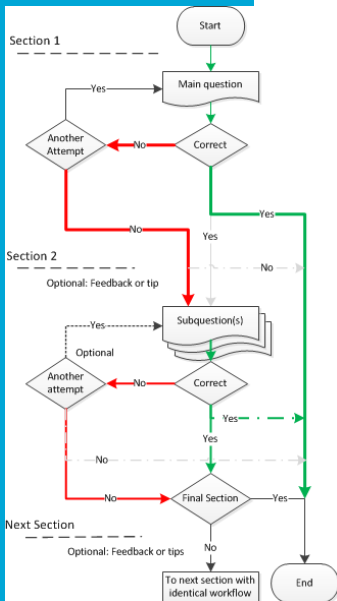 Start
Section 1
Yes
Main question
Another
Attempt
No
Correct
Yes
No
Yes
Section 2
No
Optional: Feedback or tip
Yes
Subquestion(s)
Optional
Another
attempt
No
Correct
Yes
Yes
No
No
Final Section
Yes
Next Section
No
Optional: Feedback or tips
To next section with
identical workflow
End